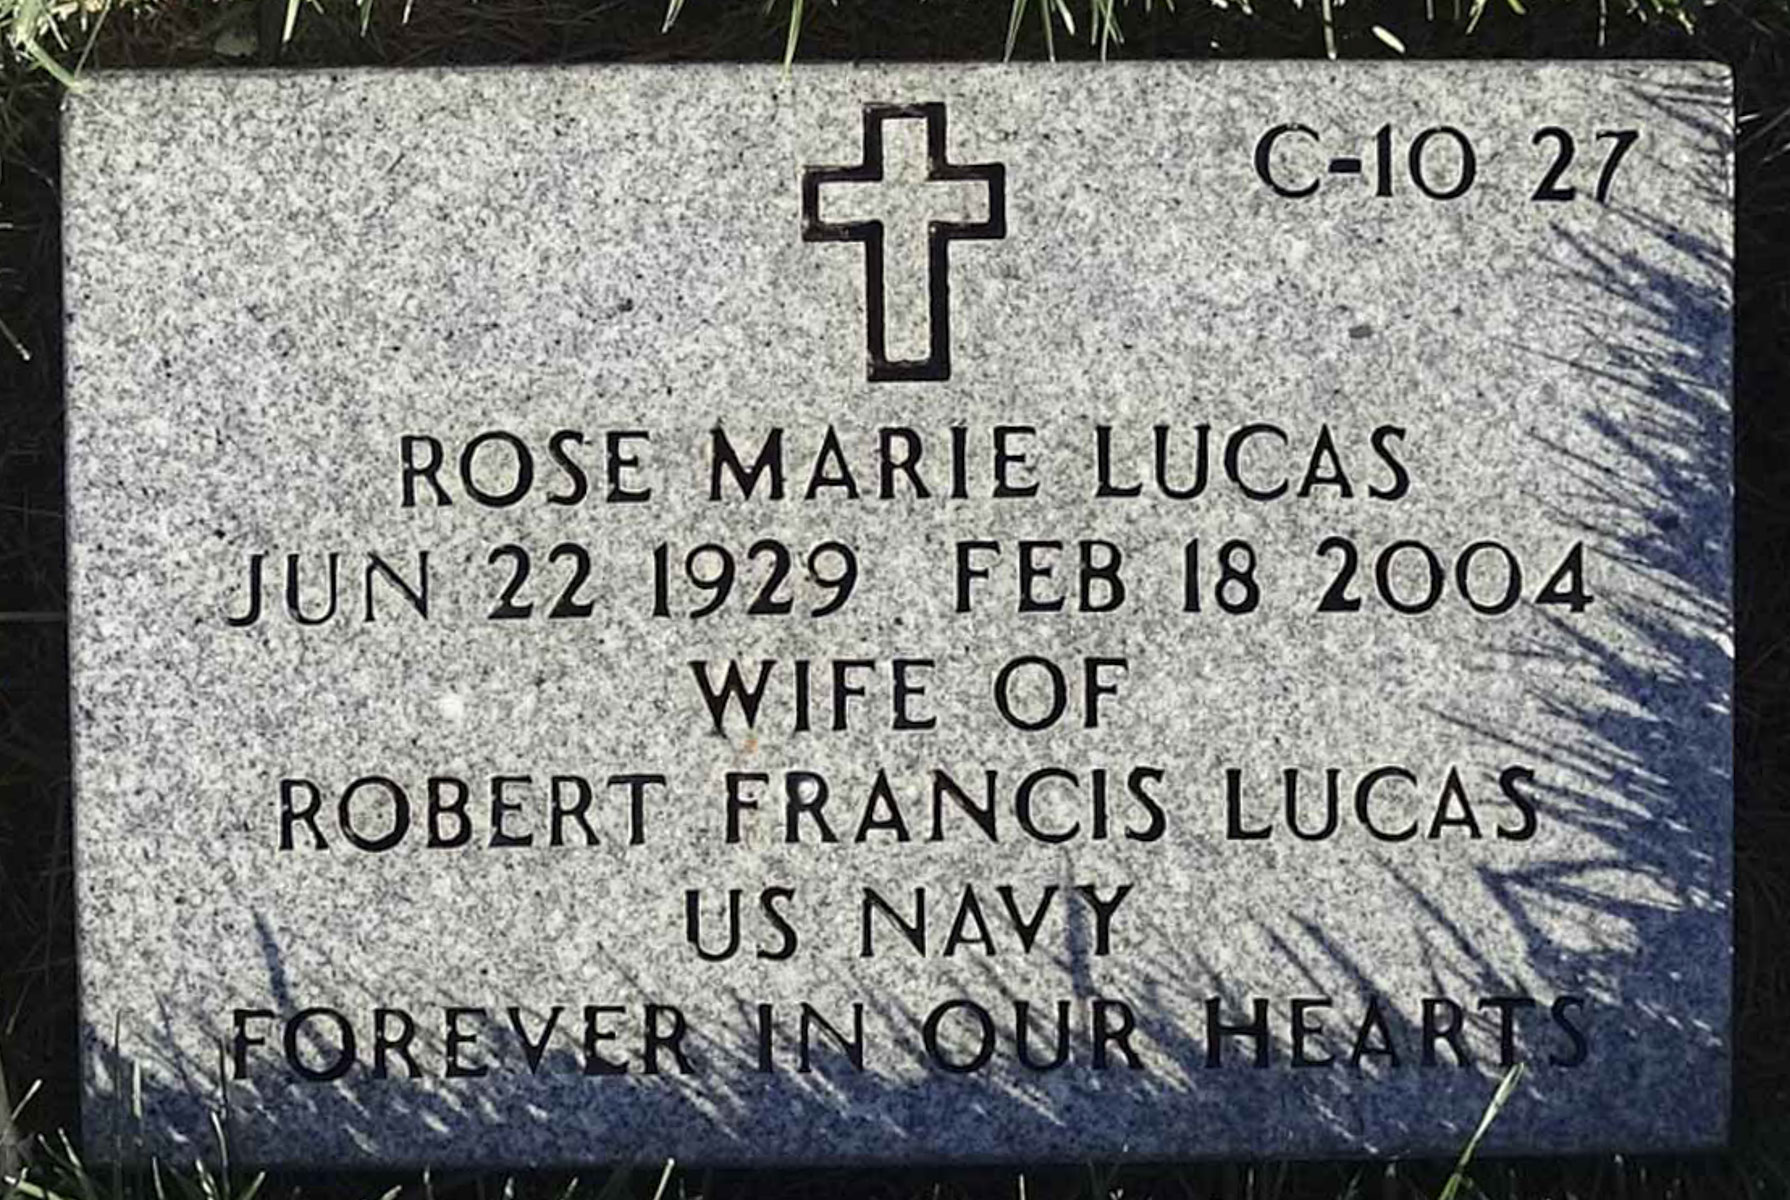 C-10 27
ROSE MARIE LUCAS
JUN 22 1929 FEB 18 2004
WIFE OF
ROBERT FRANCIS LUCAS
US NAVY
FOREVER IN OUR HEARTS